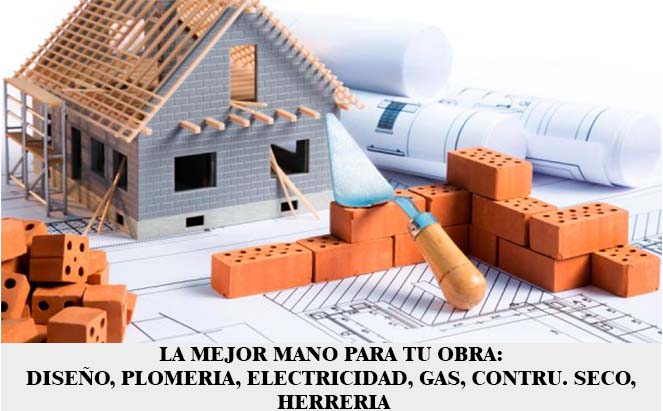 LA MEJOR MANO PARA TU OBRA:
DISEÑO, PLOMERIA, ELECTRICIDAD, GAS, CONTRU. SECO,
HERRERIA